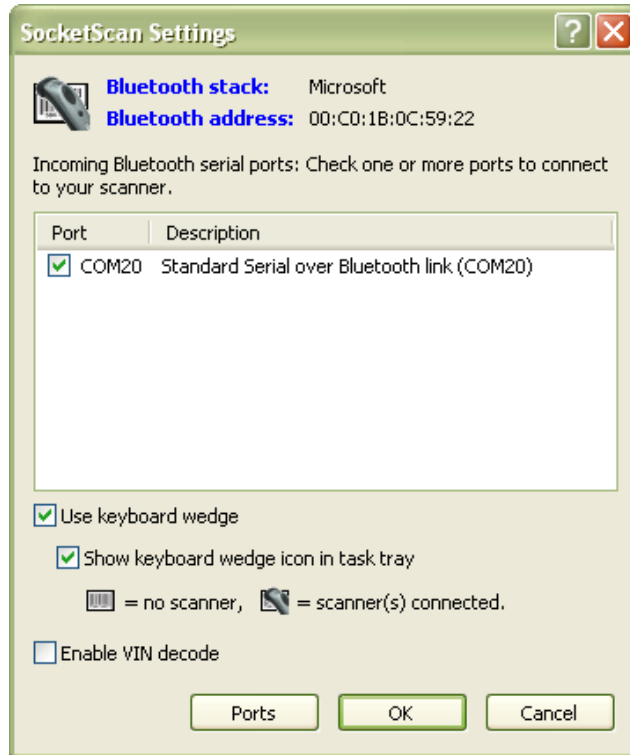 SocketScan Settings
Bluetooth stack: Microsoft
Bluetooth address: 00:C0:1B:0C:59:22
Incoming Bluetooth serial ports: Check one or more ports to connect
to your scanner.
Port Description
COM20 Standard Serial over Bluetooth link (COM20)
Use keyboard wedge
Show keyboard wedge icon in task tray
= no scanner, = scanner(s) connected.
Enable VIN decode
Ports OK Cancel